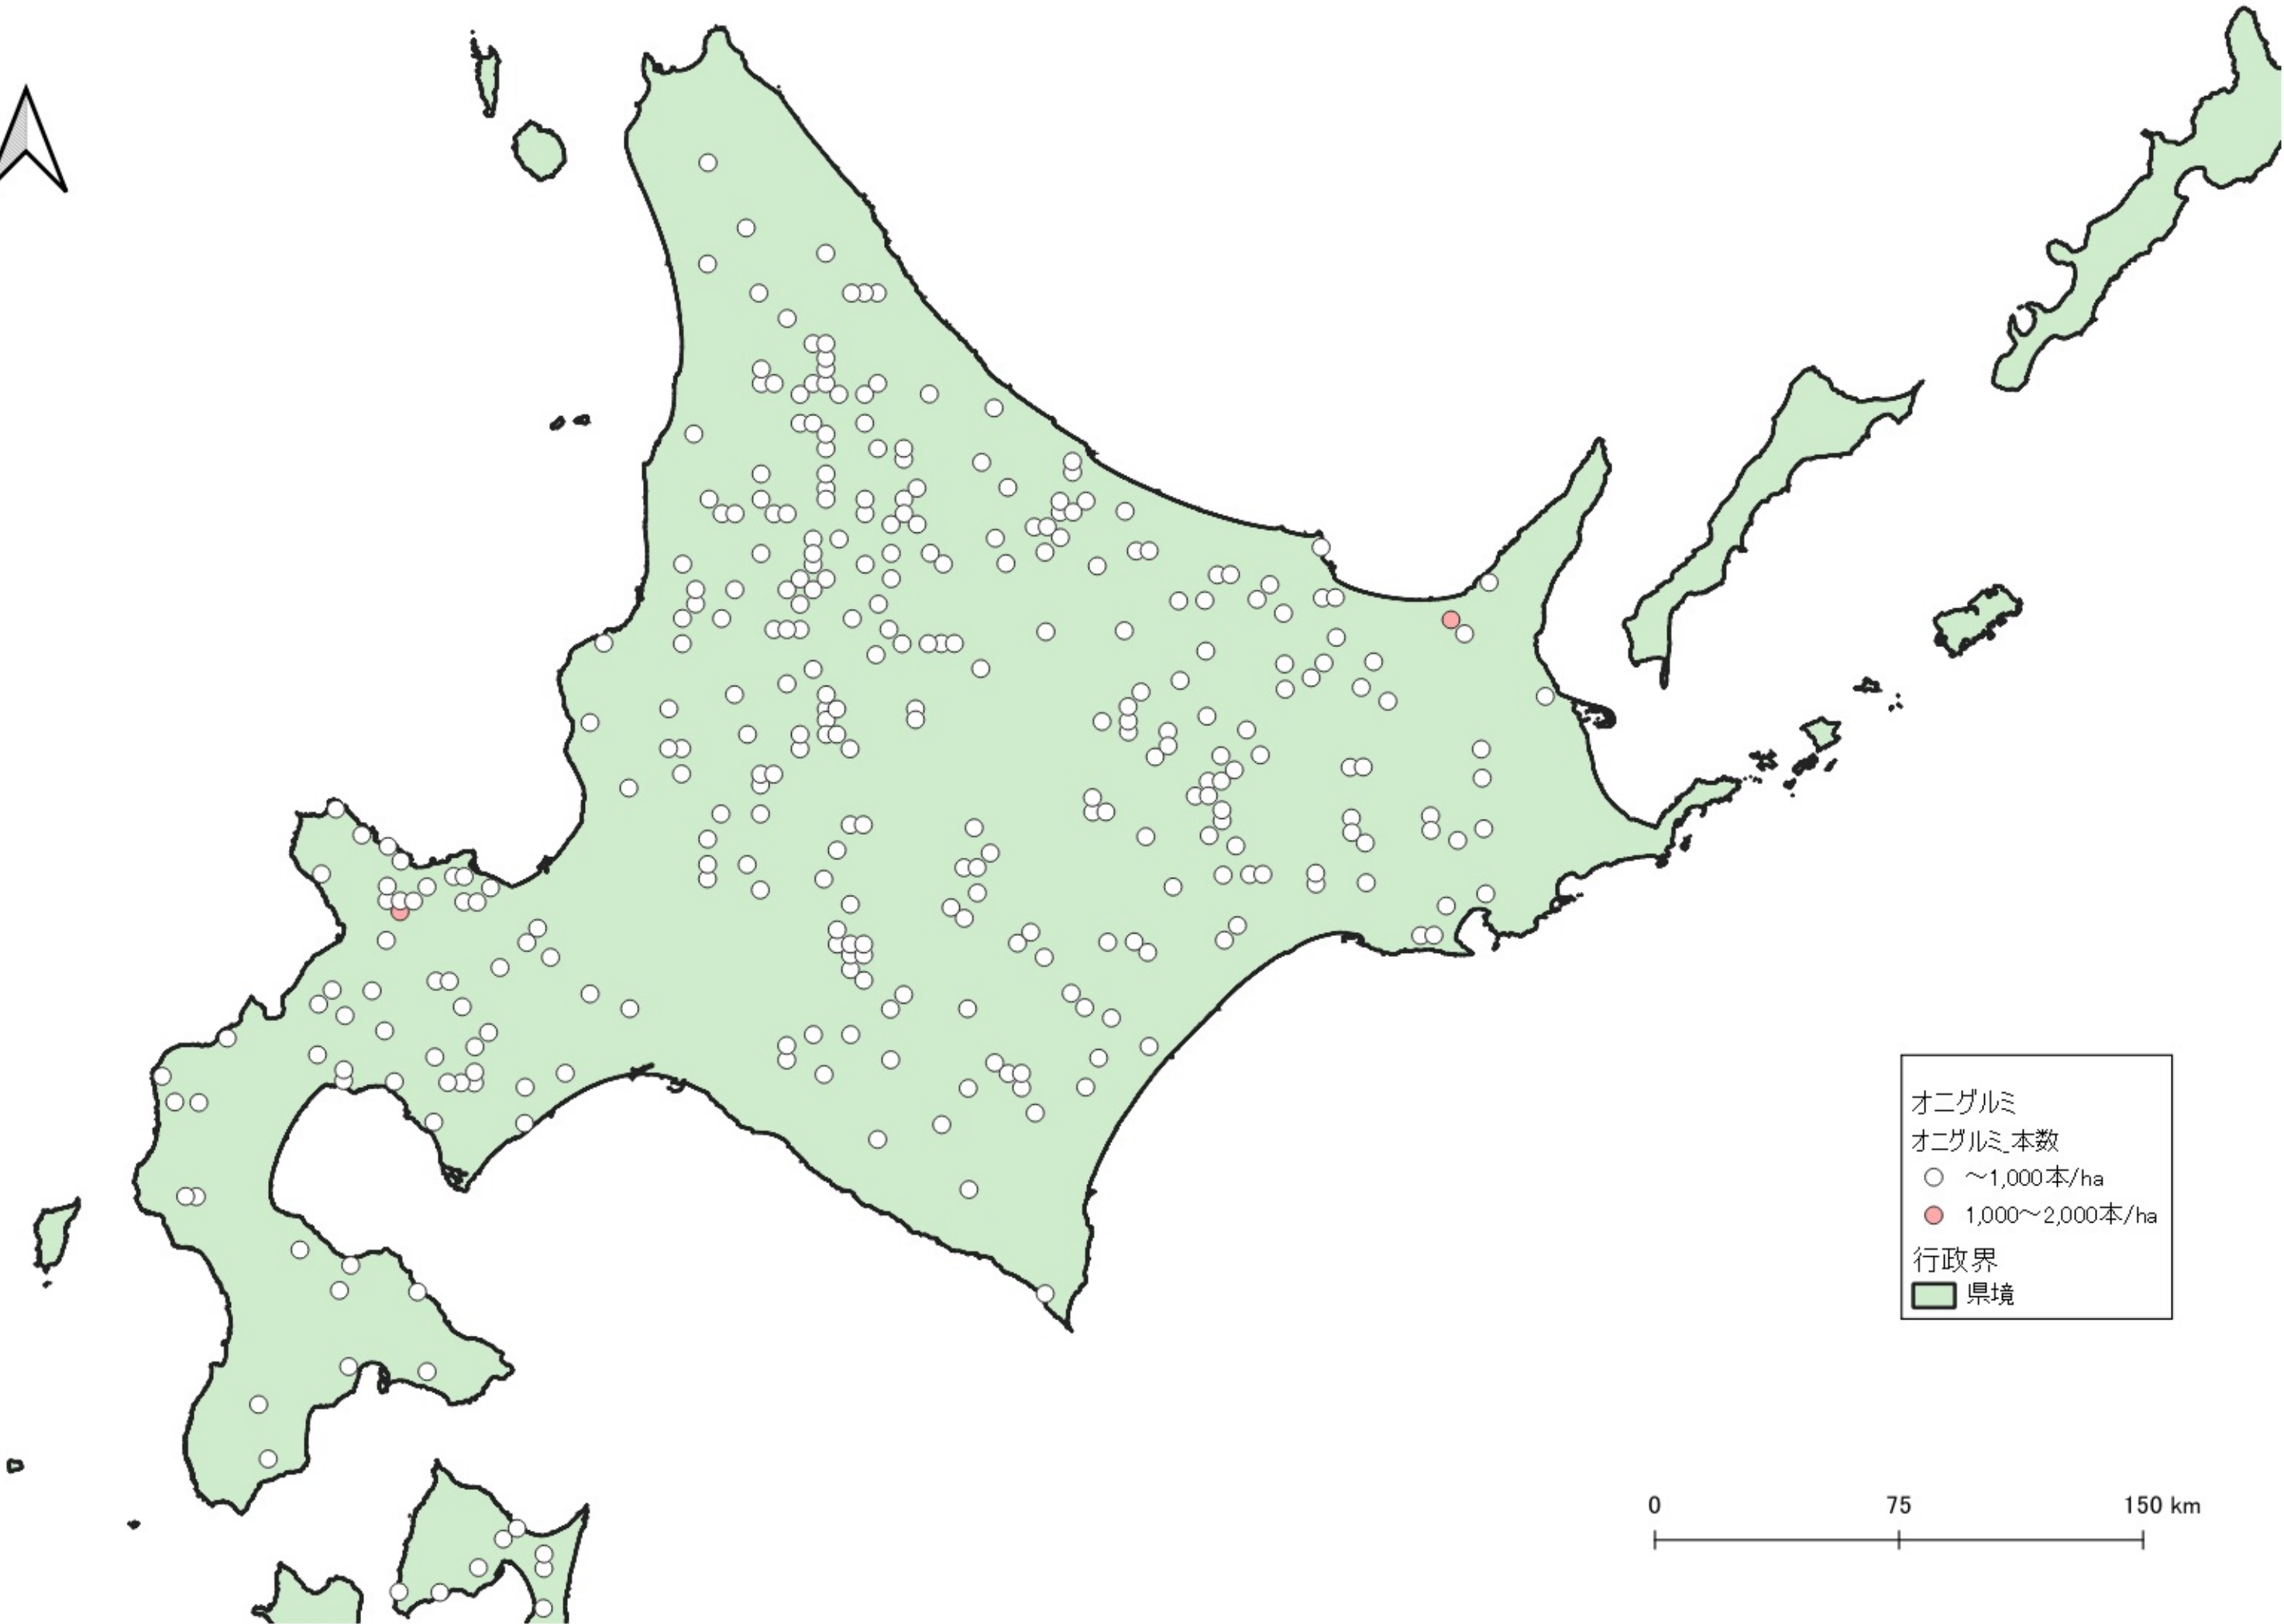 オニグルミ
オニグルミ_本数
～1,000本/ha
1,000～2,000本/ha
行政界
県境
0 75 150 km